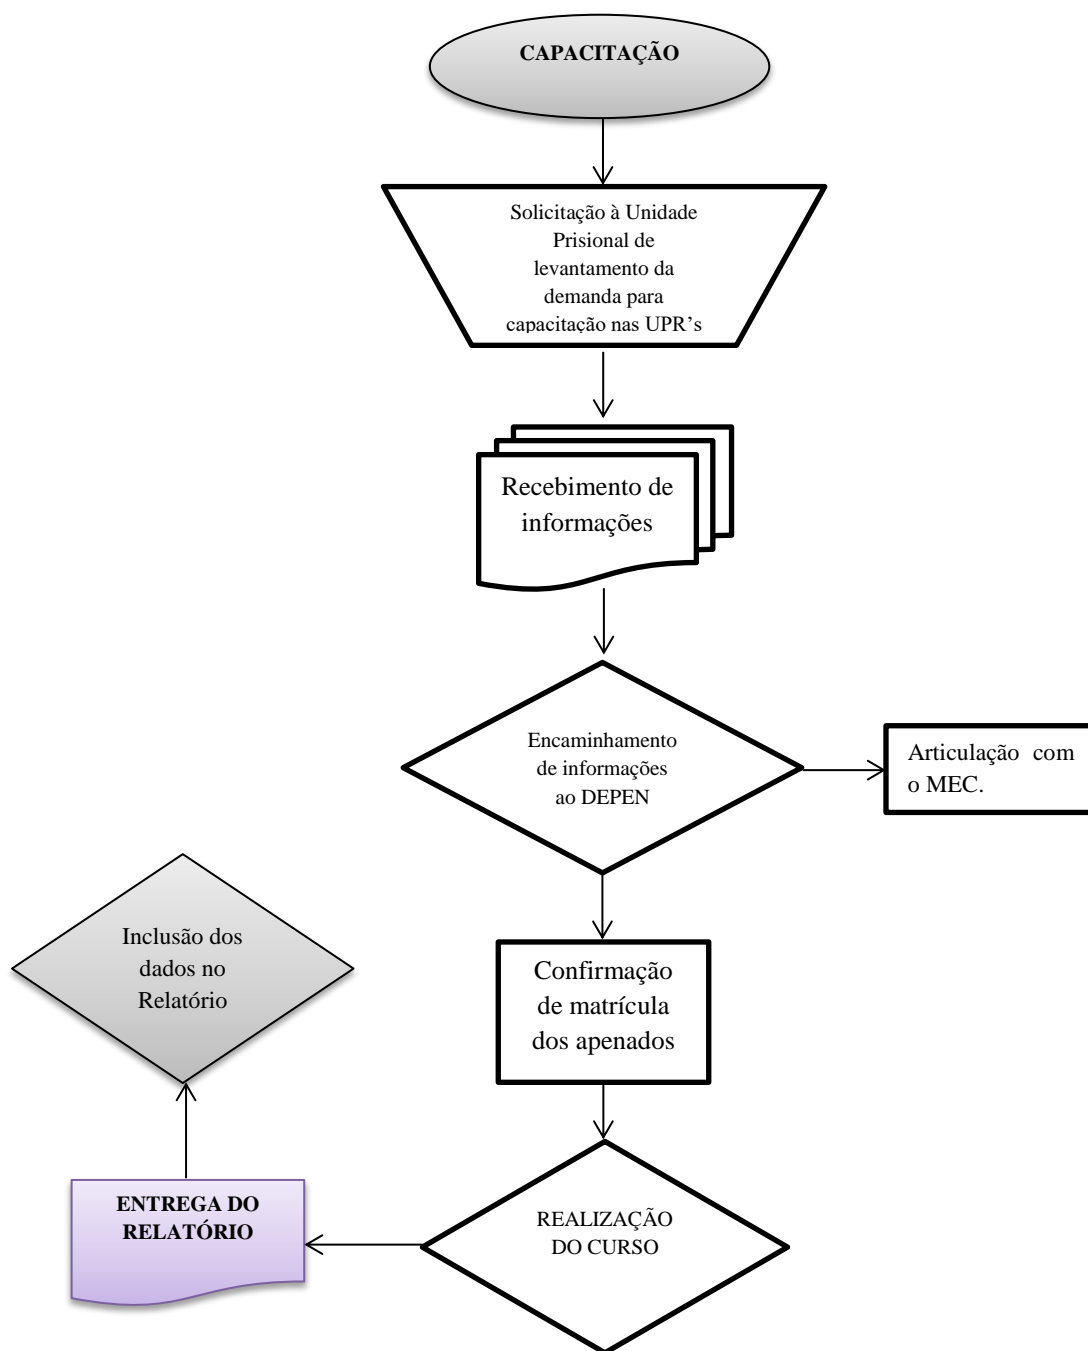 CAPACITAÇÃO
Solicitação à Unidade
Prisional de
levantamento da
demanda para
capacitação nas UPR’s
Recebimento de
informações
Encaminhamento
de informações
ao DEPEN
Articulação com
o MEC.
Confirmação
de matrícula
dos apenados
REALIZAÇÃO
DO CURSO
ENTREGA DO
RELATÓRIO
Inclusão dos
dados no
Relatório